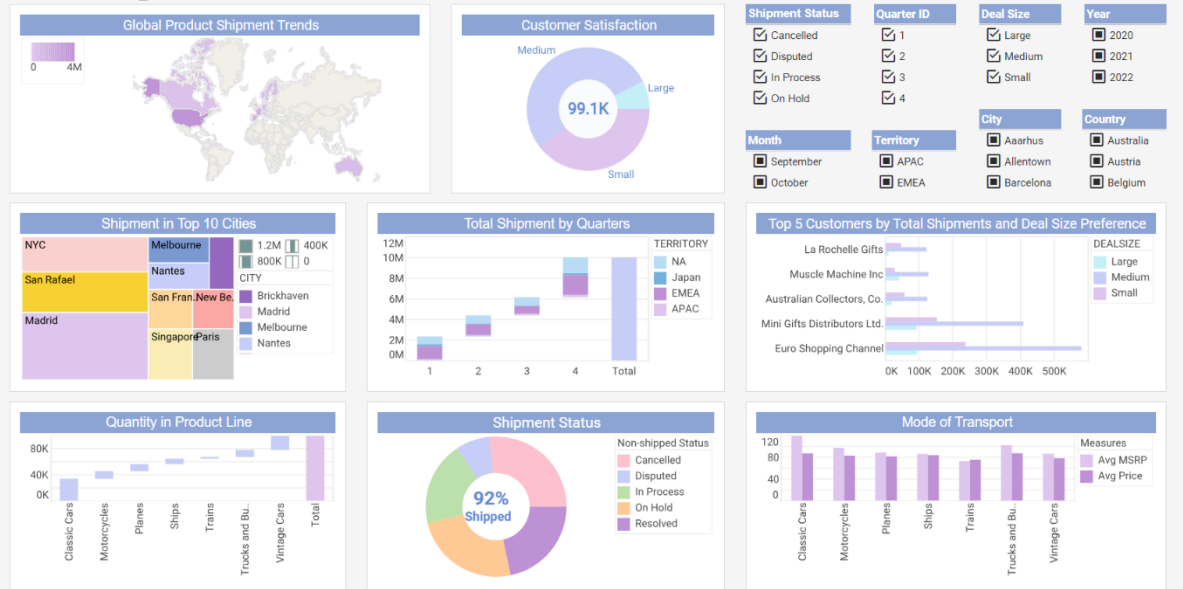 Global Product Shipment Trends
0 4M
Customer Satisfaction
Medium
Large
99.1K
Small
Shipment Status
Cancelled
Disputed
In Process
On Hold
Quarter ID
1
2
3
4
Deal Size
Large
Medium
Small
Year
2020
2021
2022
Month
September
October
Territory
APAC
EMEA
City
Aaarhus
Allentown
Barcelona
Country
Australia
Austria
Belgium
Shipment in Top 10 Cities
NYC
San Rafael
Madrid
Melbourne
Nantes
San Fran.
New Be.
Singapore
Paris
1.2M 400K
800K 0
CITY
Brickhaven
Madrid
Melbourne
Nantes
Total Shipment by Quarters
12M
10M
8M
6M
4M
2M
0M
1 2 3 4 Total
TERRITORY
NA
Japan
EMEA
APAC
Top 5 Customers by Total Shipments and Deal Size Preference
La Rochelle Gifts
Muscle Machine Inc
Australian Collectors, Co.
Mini Gifts Distributors Ltd.
Euro Shopping Channel
0K 100K 200K 300K 400K 500K
DEALSIZE
Large
Medium
Small
Quantity in Product Line
80K
40K
0K
Classic Cars
Motorcycles
Planes
Ships
Trains
Trucks and Bu..
Vintage Cars
Total
Shipment Status
92%
Shipped
Non-shipped Status
Cancelled
Disputed
In Process
On Hold
Resolved
Mode of Transport
120
80
40
0
Classic Cars
Motorcycles
Planes
Ships
Trains
Trucks and Bu..
Vintage Cars
Measures
Avg MSRP
Avg Price